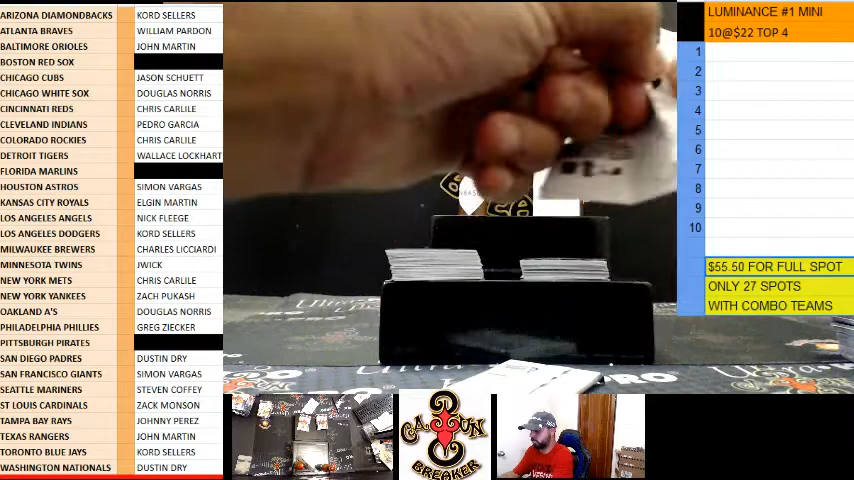 ARIZONA DIAMONDBACKS KORD SELLERS
ATLANTA BRAVES WILLIAM PARDON
BALTIMORE ORIOLES JOHN MARTIN
BOSTON RED SOX
CHICAGO CUBS JASON SCHUETT
CHICAGO WHITE SOX DOUGLAS NORRIS
CINCINNATI REDS CHRIS CARLILE
CLEVELAND INDIANS PEDRO GARCIA
COLORADO ROCKIES CHRIS CARLILE
DETROIT TIGERS WALLACE LOCKHART
FLORIDA MARLINS
HOUSTON ASTROS SIMON VARGAS
KANSAS CITY ROYALS ELGIN MARTIN
LOS ANGELES ANGELS NICK FLEEGE
LOS ANGELES DODGERS KORD SELLERS
MILWAUKEE BREWERS CHARLES LICCIARDI
MINNESOTA TWINS JWICK
NEW YORK METS CHRIS CARLILE
NEW YORK YANKEES ZACH PUKASH
OAKLAND A'S DOUGLAS NORRIS
PHILADELPHIA PHILLIES GREG ZIECKER
PITTSBURGH PIRATES
SAN DIEGO PADRES DUSTIN DRY
SAN FRANCISCO GIANTS SIMON VARGAS
SEATTLE MARINERS STEVEN COFFEY
ST LOUIS CARDINALS ZACK MONSON
TAMPA BAY RAYS JOHNNY PEREZ
TEXAS RANGERS JOHN MARTIN
TORONTO BLUE JAYS KORD SELLERS
WASHINGTON NATIONALS DUSTIN DRY
LUMINANCE #1 MINI
10@$22 TOP 4
1
2
3
4
5
6
7
8
9
10
$55.50 FOR FULL SPOT
ONLY 27 SPOTS
WITH COMBO TEAMS
CAJUN
BREAKER